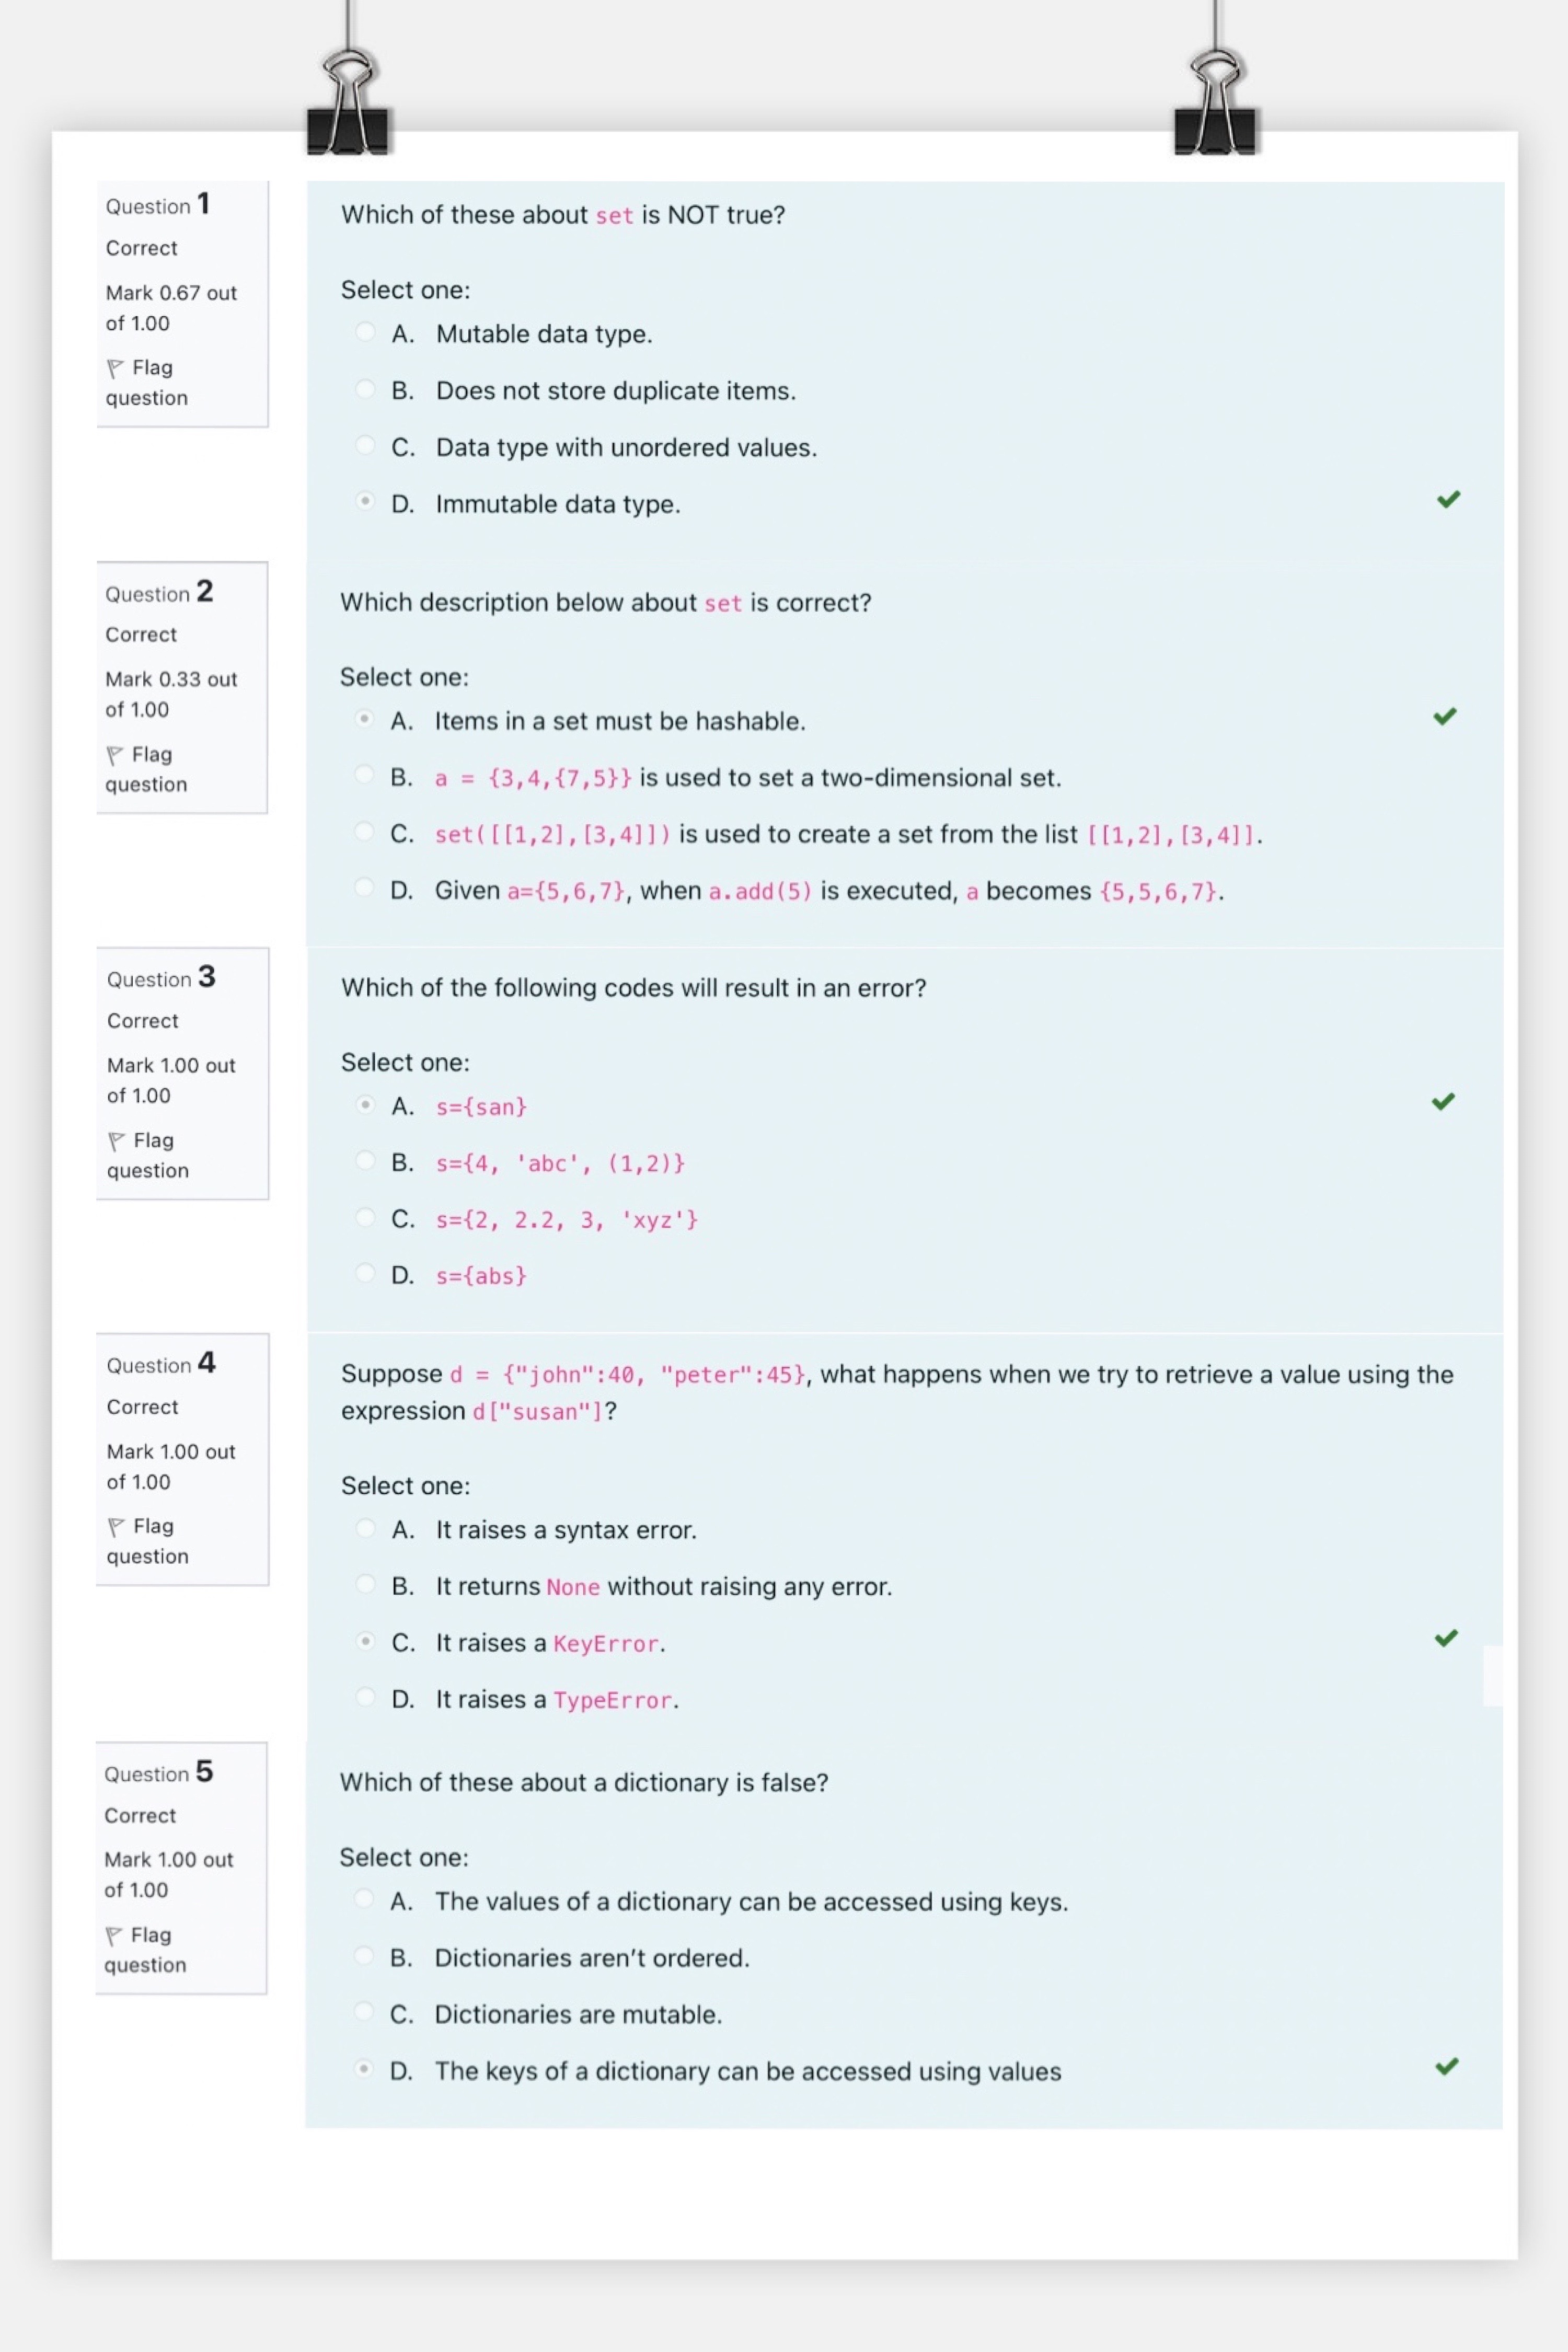 Question 1
Correct
Mark 0.67 out
of 1.00
Flag
question
Which of these about set is NOT true?
Select one:
A. Mutable data type.
B. Does not store duplicate items.
C. Data type with unordered values.
D. Immutable data type.
Question 2
Correct
Mark 0.33 out
of 1.00
Flag
question
Which description below about set is correct?
Select one:
A. Items in a set must be hashable.
B. a = {3,4,{7,5}} is used to set a two-dimensional set.
C. set([[1,2],[3,4]]) is used to create a set from the list [[1,2],[3,4]].
D. Given a={5,6,7}, when a.add(5) is executed, a becomes {5,5,6,7}.
Question 3
Correct
Mark 1.00 out
of 1.00
Flag
question
Which of the following codes will result in an error?
Select one:
A. s={san}
B. s={4, 'abc', (1,2)}
C. s={2, 2.2, 3, 'xyz'}
D. s={abs}
Question 4
Correct
Mark 1.00 out
of 1.00
Flag
question
Suppose d = {"john":40, "peter":45}, what happens when we try to retrieve a value using the
expression d["susan"]?
Select one:
A. It raises a syntax error.
B. It returns None without raising any error.
C. It raises a KeyError.
D. It raises a TypeError.
Question 5
Correct
Mark 1.00 out
of 1.00
Flag
question
Which of these about a dictionary is false?
Select one:
A. The values of a dictionary can be accessed using keys.
B. Dictionaries aren't ordered.
C. Dictionaries are mutable.
D. The keys of a dictionary can be accessed using values